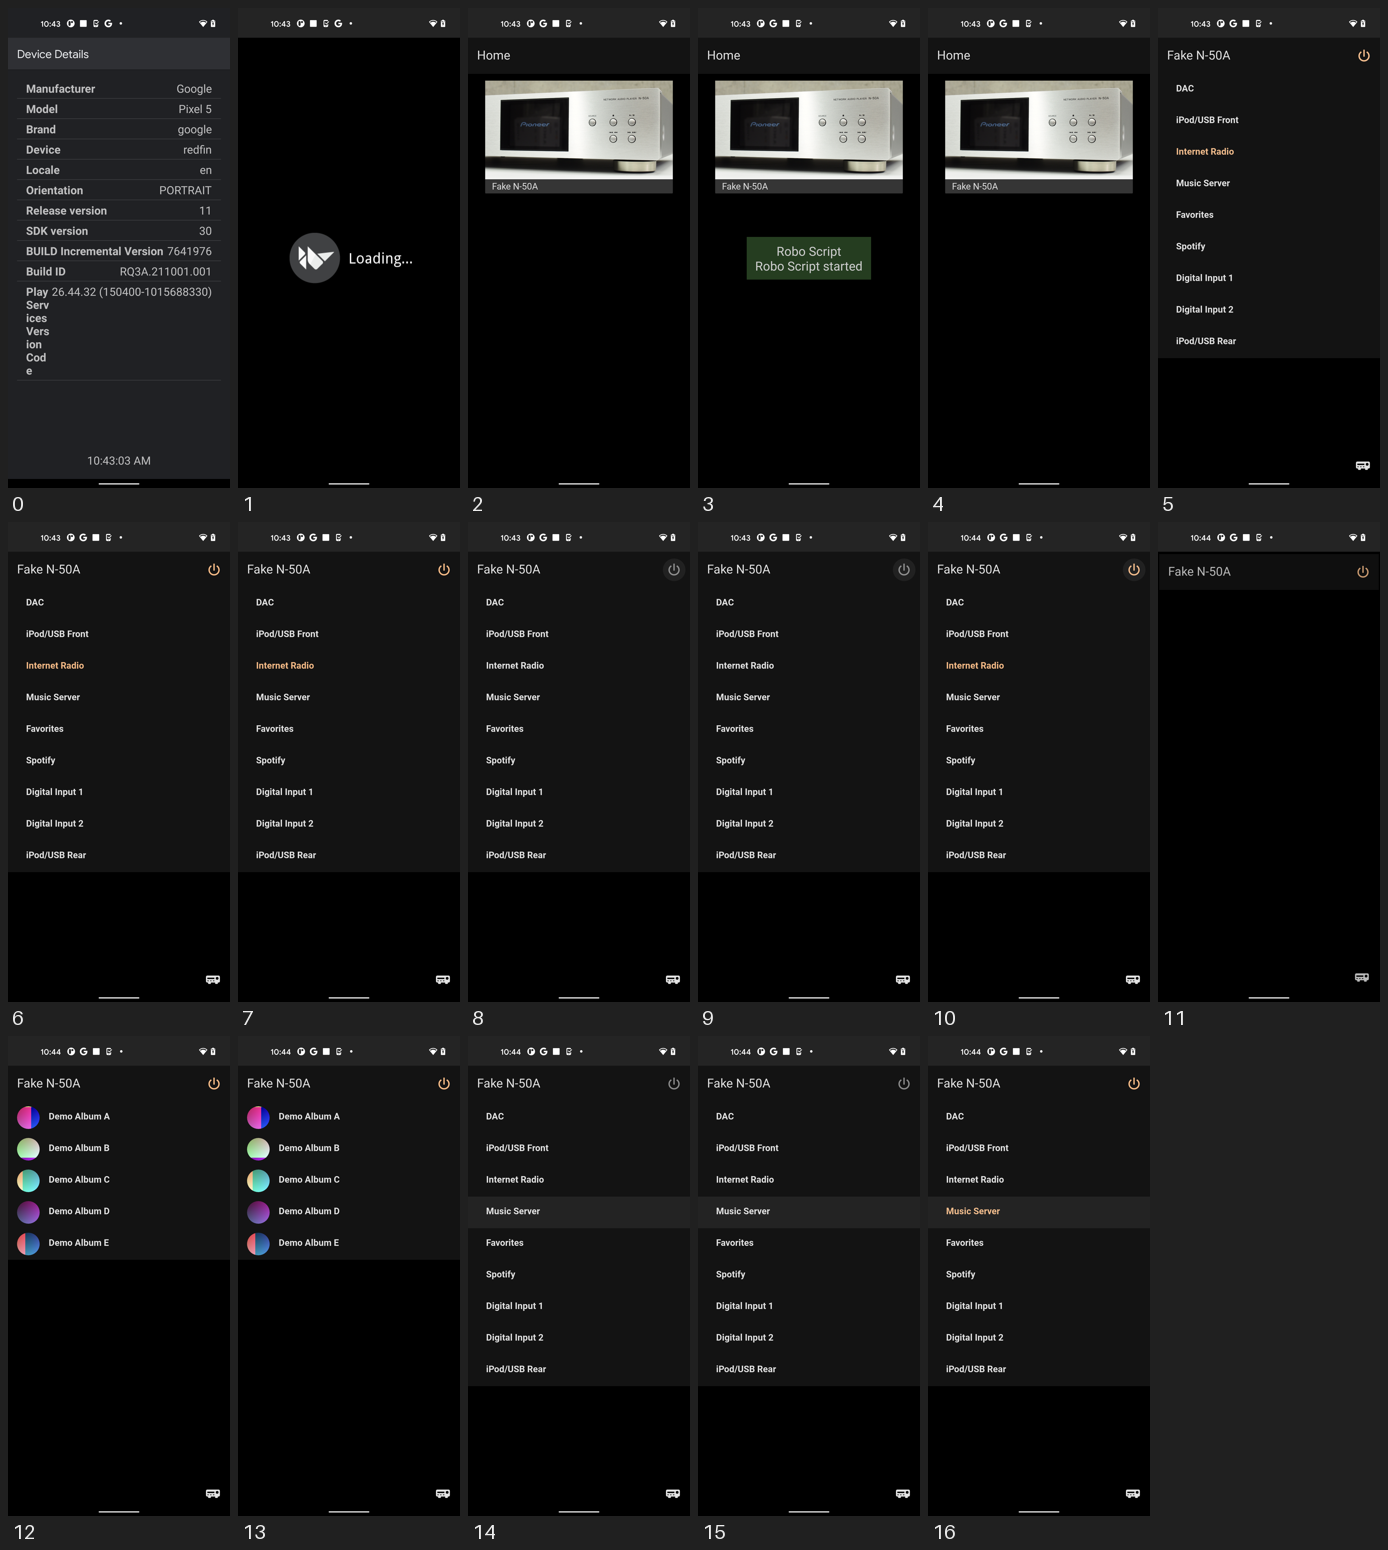 10:43
Device Details
Manufacturer Google
Model Pixel 5
Brand google
Device redfin
Locale en
Orientation PORTRAIT
Release version 11
SDK version 30
BUILD Incremental Version 7641976
Build ID RQ3A.211001.001
Play 26.44.32 (150400-1015688330)
Serv
ices
Vers
ion
Cod
e
10:43:03 AM
0
10:43
Loading...
1
10:43
Home
Pioneer
Fake N-50A
2
10:43
Home
Pioneer
Fake N-50A
Robo Script
Robo Script started
3
10:43
Home
Pioneer
Fake N-50A
4
10:43
Fake N-50A
DAC
iPod/USB Front
Internet Radio
Music Server
Favorites
Spotify
Digital Input 1
Digital Input 2
iPod/USB Rear
5
10:43
Fake N-50A
DAC
iPod/USB Front
Internet Radio
Music Server
Favorites
Spotify
Digital Input 1
Digital Input 2
iPod/USB Rear
6
10:43
Fake N-50A
DAC
iPod/USB Front
Internet Radio
Music Server
Favorites
Spotify
Digital Input 1
Digital Input 2
iPod/USB Rear
7
10:43
Fake N-50A
DAC
iPod/USB Front
Internet Radio
Music Server
Favorites
Spotify
Digital Input 1
Digital Input 2
iPod/USB Rear
8
10:43
Fake N-50A
DAC
iPod/USB Front
Internet Radio
Music Server
Favorites
Spotify
Digital Input 1
Digital Input 2
iPod/USB Rear
9
10:44
Fake N-50A
DAC
iPod/USB Front
Internet Radio
Music Server
Favorites
Spotify
Digital Input 1
Digital Input 2
iPod/USB Rear
10
10:44
Fake N-50A
11
10:44
Fake N-50A
Demo Album A
Demo Album B
Demo Album C
Demo Album D
Demo Album E
12
10:44
Fake N-50A
Demo Album A
Demo Album B
Demo Album C
Demo Album D
Demo Album E
13
10:44
Fake N-50A
DAC
iPod/USB Front
Internet Radio
Music Server
Favorites
Spotify
Digital Input 1
Digital Input 2
iPod/USB Rear
14
10:44
Fake N-50A
DAC
iPod/USB Front
Internet Radio
Music Server
Favorites
Spotify
Digital Input 1
Digital Input 2
iPod/USB Rear
15
10:44
Fake N-50A
DAC
iPod/USB Front
Internet Radio
Music Server
Favorites
Spotify
Digital Input 1
Digital Input 2
iPod/USB Rear
16